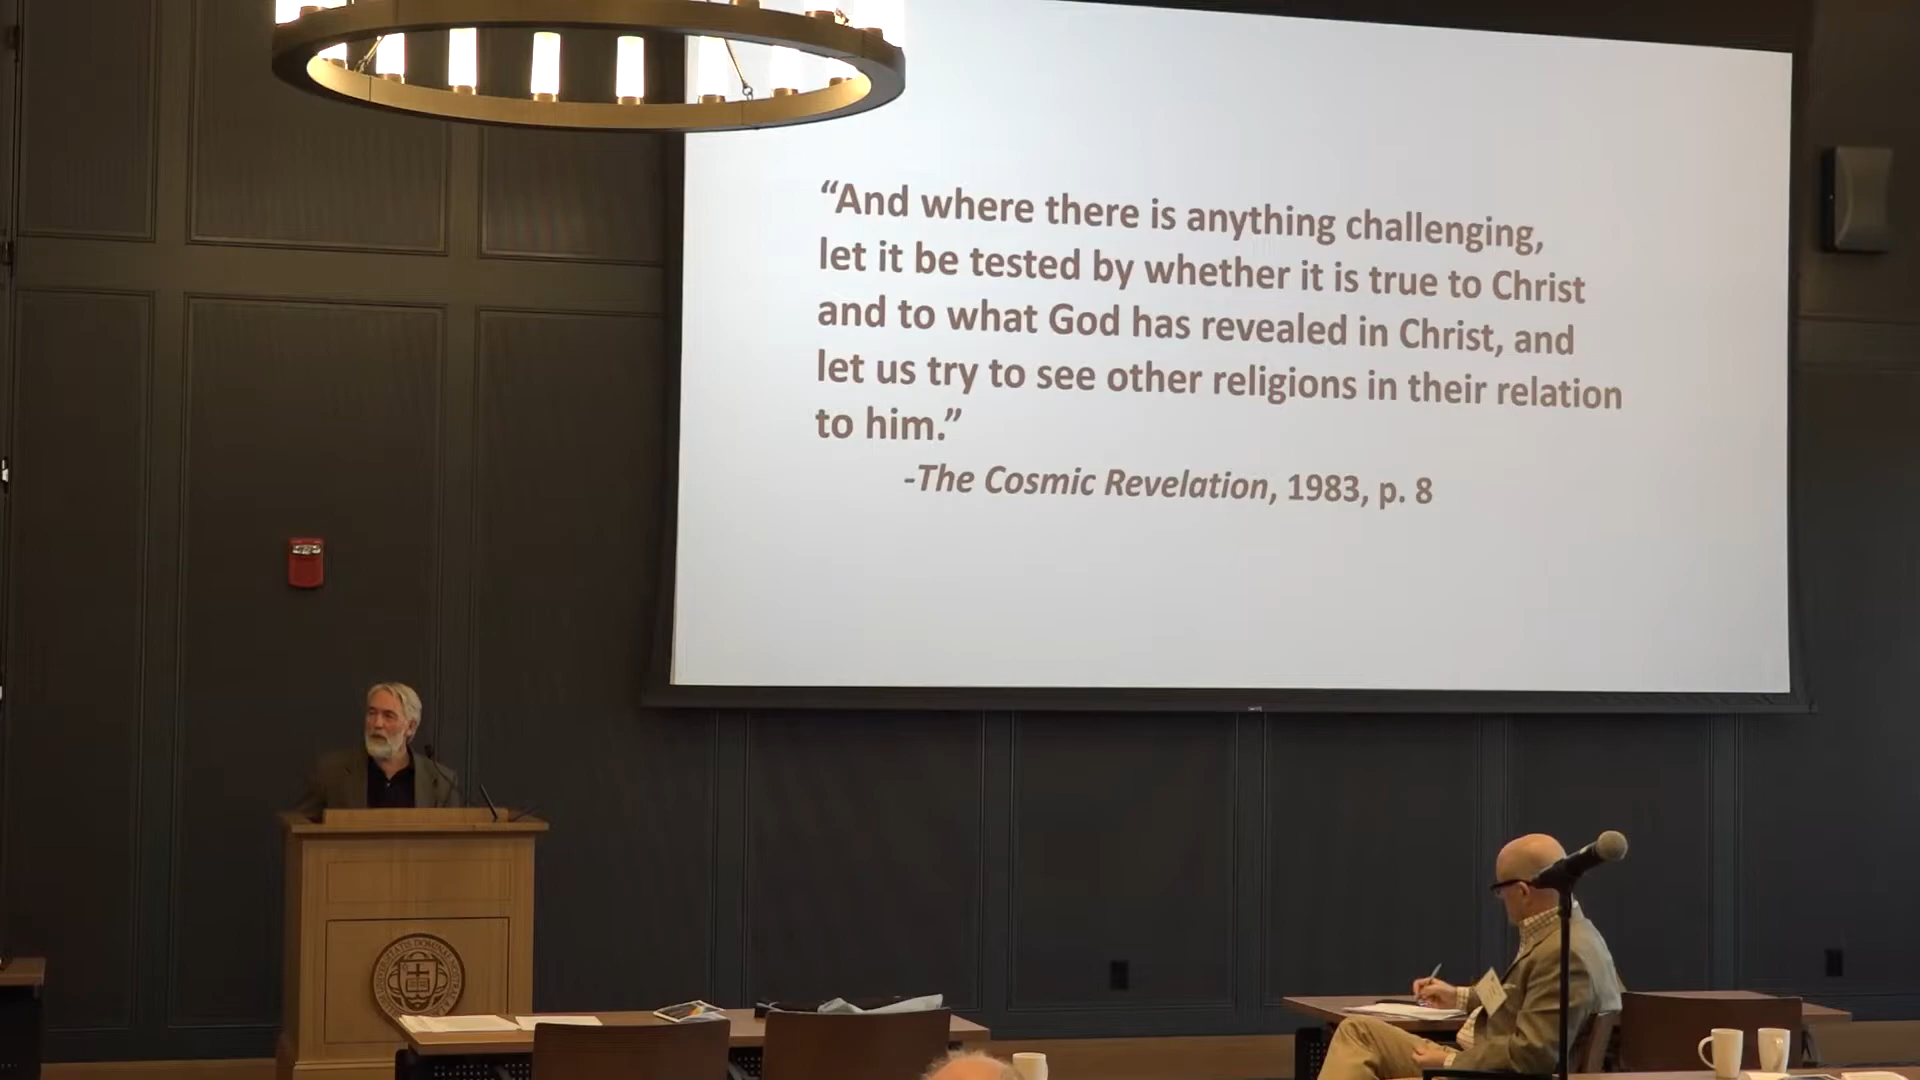 “And where there is anything challenging,
let it be tested by whether it is true to Christ
and to what God has revealed in Christ, and
let us try to see other religions in their relation
to him.”
-The Cosmic Revelation, 1983, p. 8